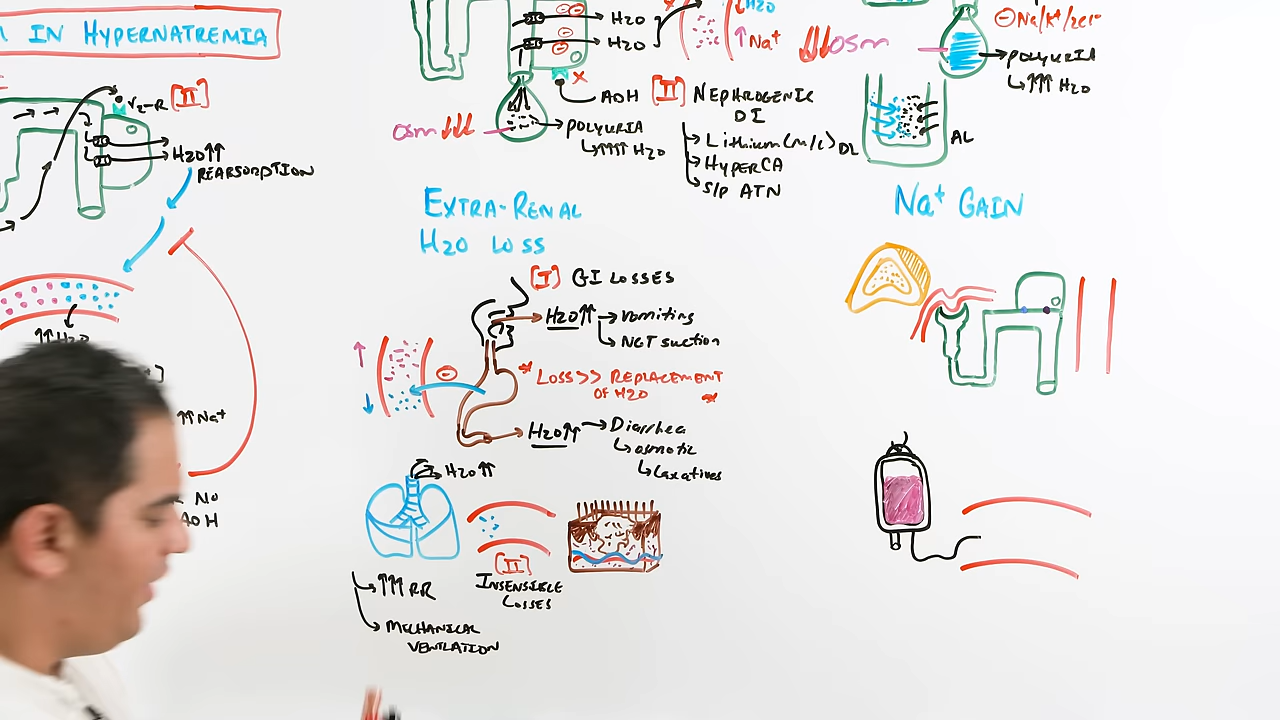 IN HYPERNATREMIA
V2-R [II]
H2O↑↑
REABSORPTION
↑↑H2O
↑↑Na+
NO
ADH
H2O
H2O
↓H2O
↑Na+
⊖ ⊖
⊖
⊖
x
ADH
osm↓↓↓
→POLYURIA
↳↑↑↑↑ H2O
[II] NEPHROGENIC
DI
→Lithium (m/c)
→HYPERCA
→S/P ATN
⊖Na/K+/2Cl-
↓↓osm
→POLYURIA
↳↑↑↑ H2O
DL
AL
EXTRA-RENAL
H2O LOSS
[I] GI LOSSES
H2O↑↑→vomiting
→NGT suction
* LOSS>> REPLACEMENT
OF H2O *
⊖
H2O↑↑ →Diarrhea
↳osmotic
↳Laxatives
H2O↑↑
→↑↑↑RR
→MECHANICAL
VENTILATION
[II]
INSENSIBLE
LOSSES
Na+ GAIN